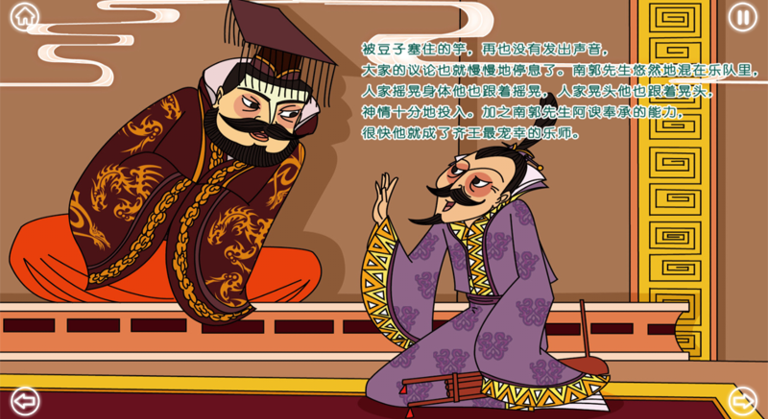 被豆子塞住的竽，再也没有发出声音，
大家的议论也就慢慢地停息了。南郭先生悠然地混在乐队里，
人家摇晃身体他也跟着摇晃，人家晃头他也跟着晃头，
神情十分地投入。加之南郭先生阿谀奉承的能力，
很快他就成了齐王最宠幸的乐师。